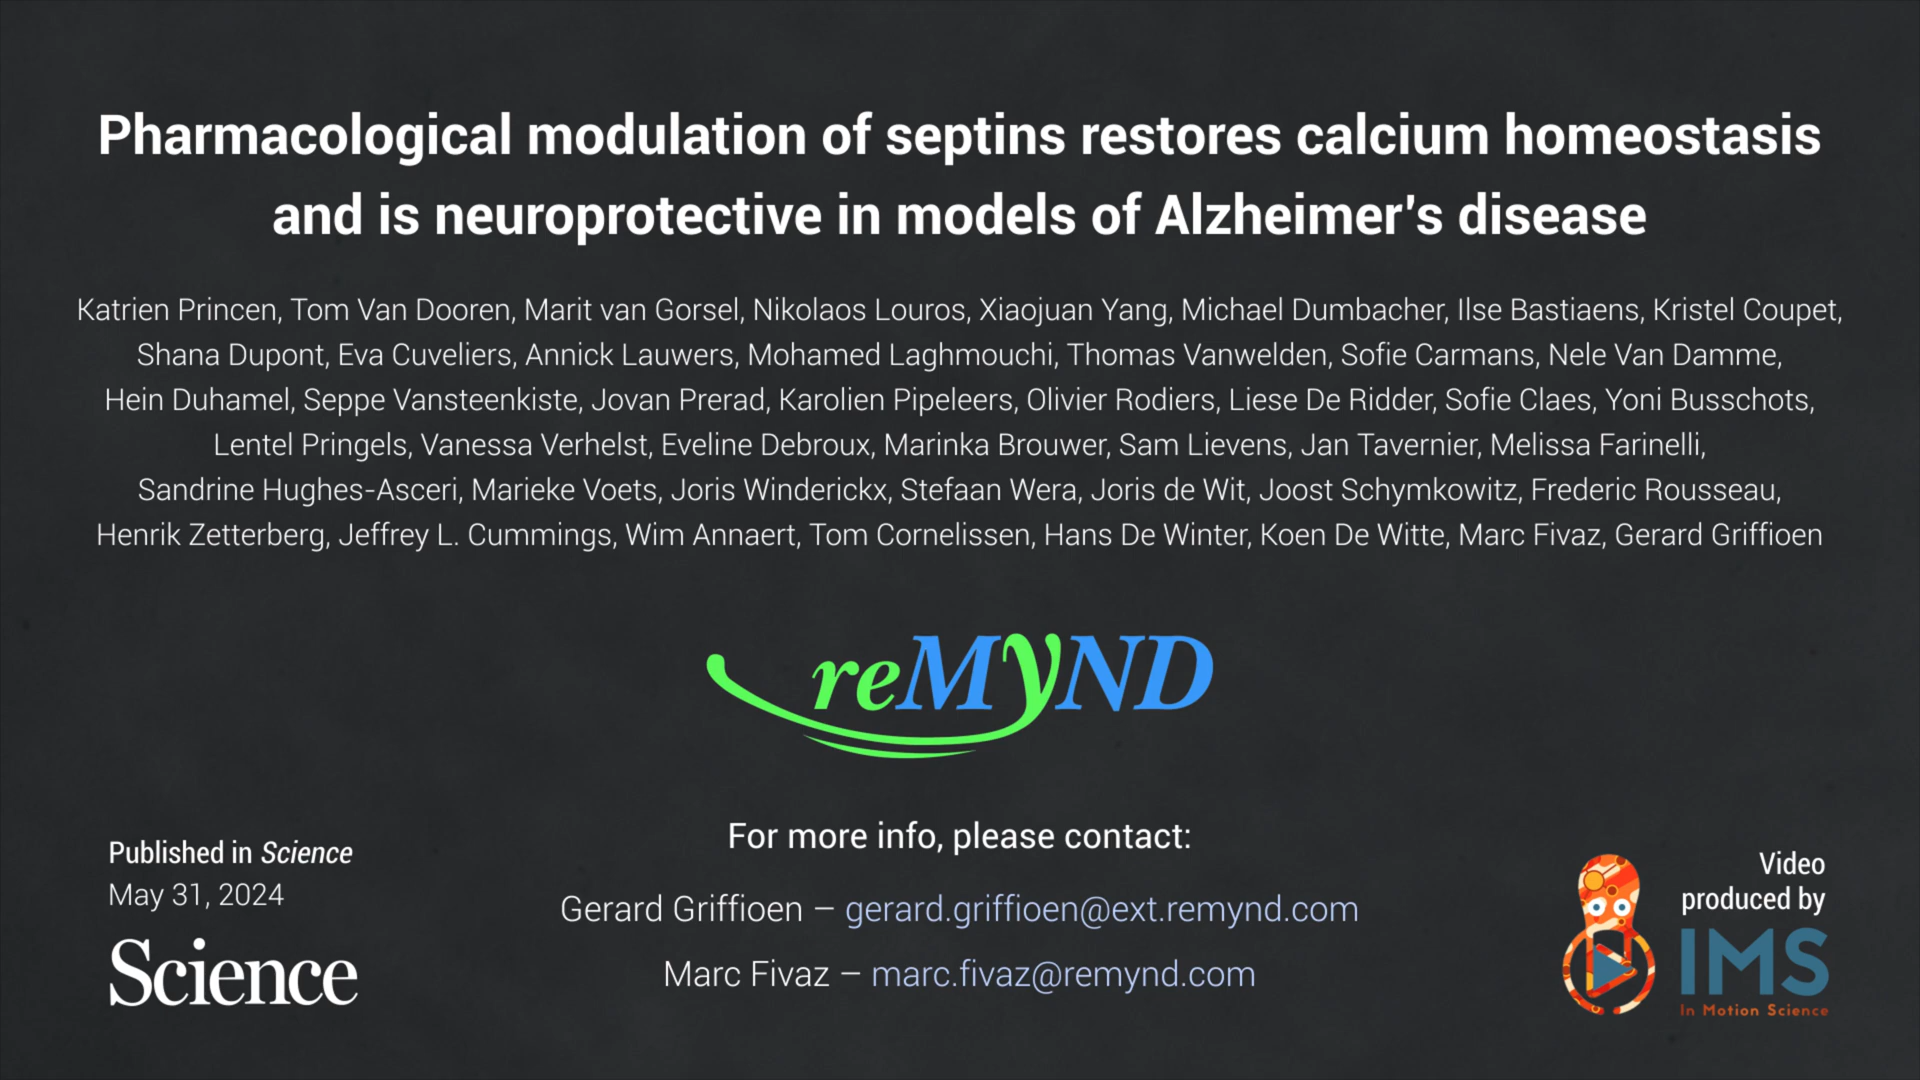 Pharmacological modulation of septins restores calcium homeostasis
and is neuroprotective in models of Alzheimer's disease
Katrien Princen, Tom Van Dooren, Marit van Gorsel, Nikolaos Louros, Xiaojuan Yang, Michael Dumbacher, Ilse Bastiaens, Kristel Coupet,
Shana Dupont, Eva Cuveliers, Annick Lauwers, Mohamed Laghmouchi, Thomas Vanwelden, Sofie Carmans, Nele Van Damme,
Hein Duhamel, Seppe Vansteenkiste, Jovan Prerad, Karolien Pipeleers, Olivier Rodiers, Liese De Ridder, Sofie Claes, Yoni Busschots,
Lentel Pringels, Vanessa Verhelst, Eveline Debroux, Marinka Brouwer, Sam Lievens, Jan Tavernier, Melissa Farinelli,
Sandrine Hughes-Asceri, Marieke Voets, Joris Winderickx, Stefaan Wera, Joris de Wit, Joost Schymkowitz, Frederic Rousseau,
Henrik Zetterberg, Jeffrey L. Cummings, Wim Annaert, Tom Cornelissen, Hans De Winter, Koen De Witte, Marc Fivaz, Gerard Griffioen
reMYND
For more info, please contact:
Gerard Griffioen – gerard.griffioen@ext.remynd.com
Marc Fivaz – marc.fivaz@remynd.com
Published in Science
May 31, 2024
Science
Video
produced by
IMS
In Motion Science